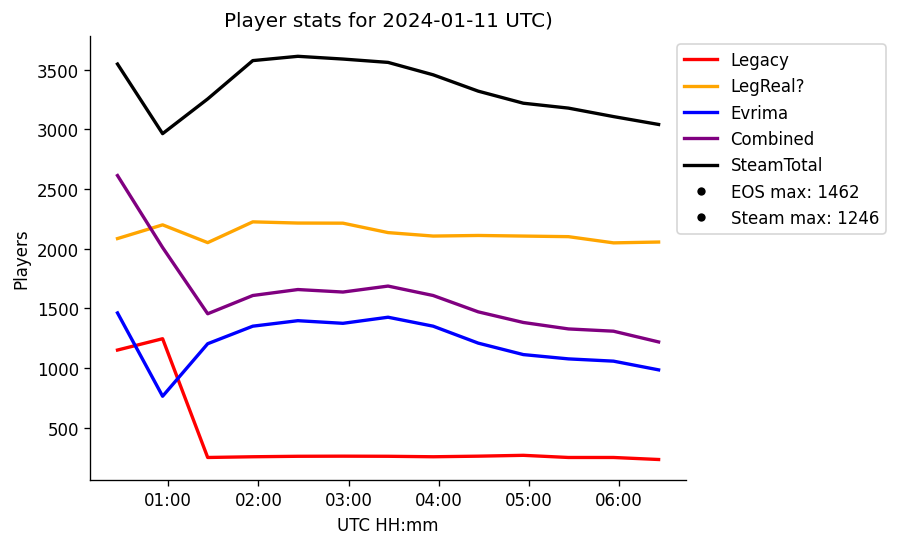 Player stats for 2024-01-11 UTC)
Legacy
LegReal?
Evrima
Combined
SteamTotal
EOS max: 1462
Steam max: 1246
Players
3500
3000
2500
2000
1500
1000
500
01:00 02:00 03:00 04:00 05:00 06:00
UTC HH:mm